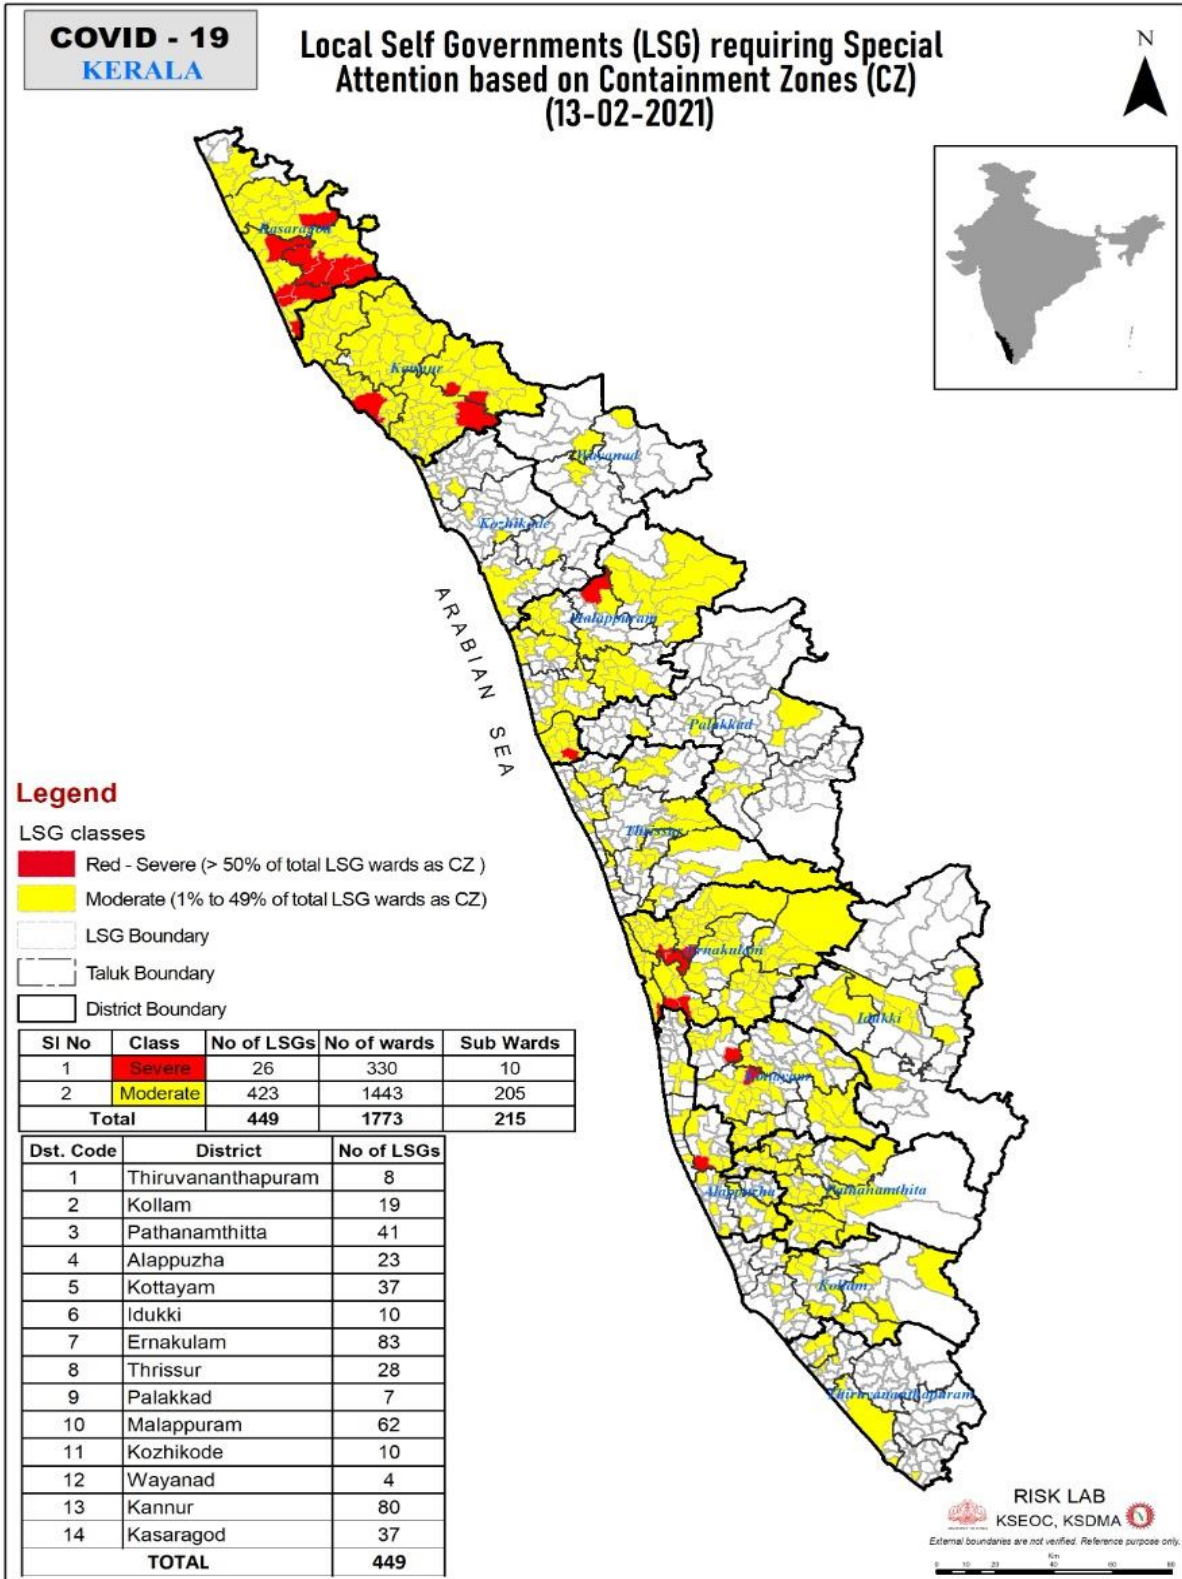 COVID - 19
KERALA
Local Self Governments (LSG) requiring Special
Attention based on Containment Zones (CZ)
(13-02-2021)
N
Kasaragod
Kannur
Wayanad
Kozhikode
Malappuram
ARABIAN SEA
Palakkad
Thrissur
Ernakulam
Idukki
Kottayam
Alappuzha
Pathanamthita
Kollam
Thiruvananthapuram
Legend
LSG classes
Red - Severe (> 50% of total LSG wards as CZ )
Moderate (1% to 49% of total LSG wards as CZ)
LSG Boundary
Taluk Boundary
District Boundary
Sl No Class No of LSGs No of wards Sub Wards
1 Severe 26 330 10
2 Moderate 423 1443 205
Total 449 1773 215
Dst. Code District No of LSGs
1 Thiruvananthapuram 8
2 Kollam 19
3 Pathanamthitta 41
4 Alappuzha 23
5 Kottayam 37
6 Idukki 10
7 Ernakulam 83
8 Thrissur 28
9 Palakkad 7
10 Malappuram 62
11 Kozhikode 10
12 Wayanad 4
13 Kannur 80
14 Kasaragod 37
TOTAL 449
RISK LAB
KSEOC, KSDMA
External boundaries are not verified. Reference purpose only.
Km
0 10 20 40 60 80